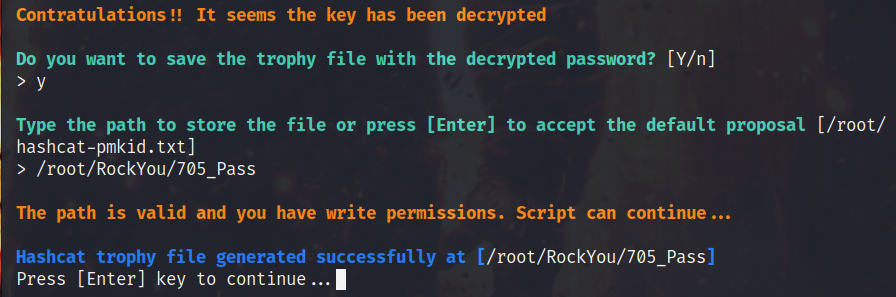 Contratulations!! It seems the key has been decrypted
Do you want to save the trophy file with the decrypted password? [Y/n]
> y
Type the path to store the file or press [Enter] to accept the default proposal [/root/
hashcat-pmkid.txt]
> /root/RockYou/705_Pass
The path is valid and you have write permissions. Script can continue...
Hashcat trophy file generated successfully at [/root/RockYou/705_Pass]
Press [Enter] key to continue...